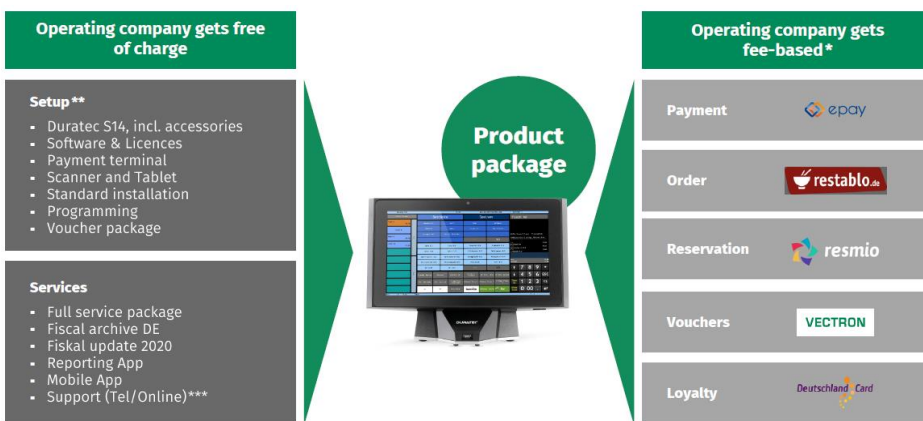 Operating company gets free
of charge
Setup**
- Duratec S14, incl. accessories
- Software & Licences
- Payment terminal
- Scanner and Tablet
- Standard installation
- Programming
- Voucher package
Services
- Full service package
- Fiscal archive DE
- Fiskal update 2020
- Reporting App
- Mobile App
- Support (Tel/Online)***
Product
package
Operating company gets
fee-based*
Payment
epay
Order
restablo.de
Reservation
resmio
Vouchers
VECTRON
Loyalty
Deutschland Card